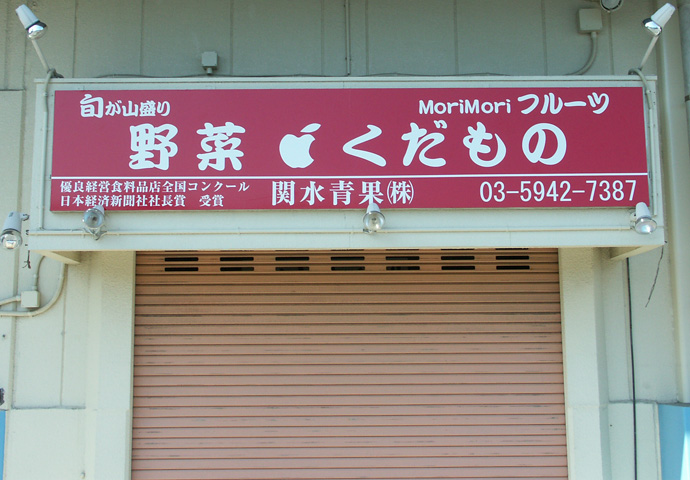 旬が山盛り
MoriMori フルーツ
野菜 くだもの
優良経営食料品店全国コンクール
日本経済新聞社社長賞 受賞
関水青果㈱
03-5942-7387